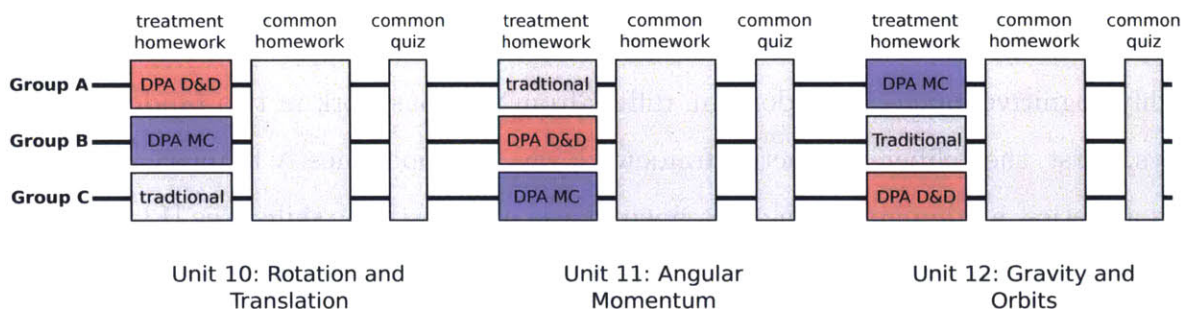 treatment homework common homework common quiz treatment homework common homework common quiz treatment homework common homework common quiz
Group A DPA D&D tradtional DPA MC
Group B DPA MC DPA D&D Traditional
Group C tradtional DPA MC DPA D&D
Unit 10: Rotation and Unit 11: Angular Unit 12: Gravity and
Translation Momentum Orbits